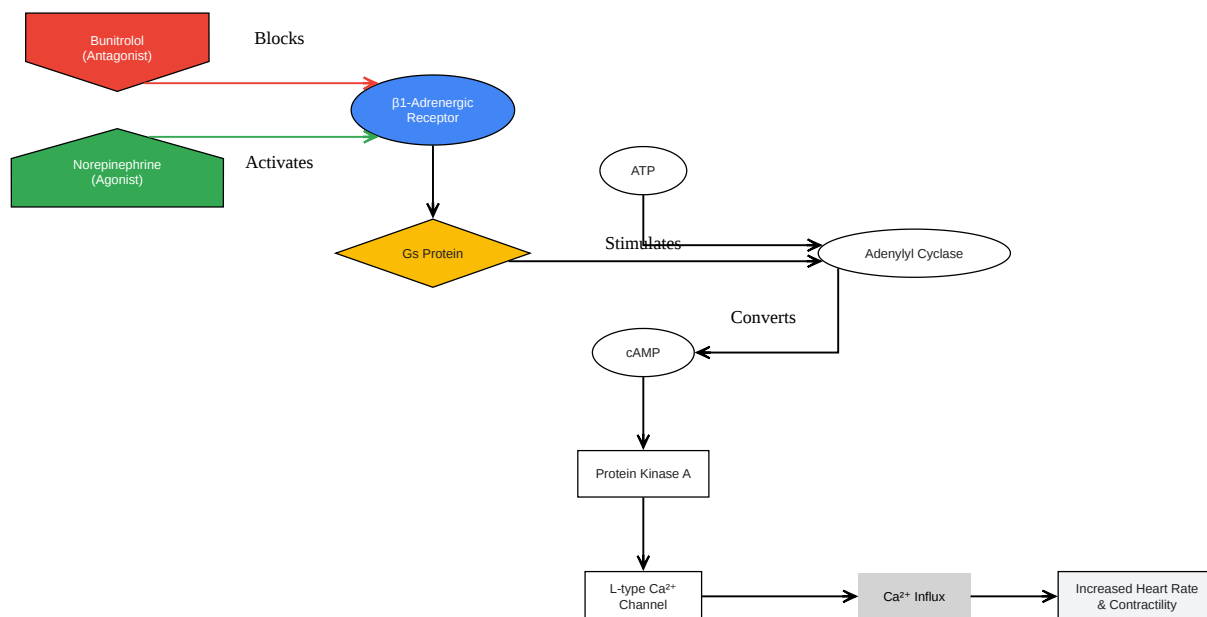 Bunitrolol
(Antagonist)
Blocks
β1-Adrenergic
Receptor
Norepinephrine
(Agonist)
Activates
ATP
Gs Protein
Stimulates
Adenylyl Cyclase
Converts
cAMP
Protein Kinase A
L-type Ca²⁺
Channel
Ca²⁺ Influx
Increased Heart Rate
& Contractility